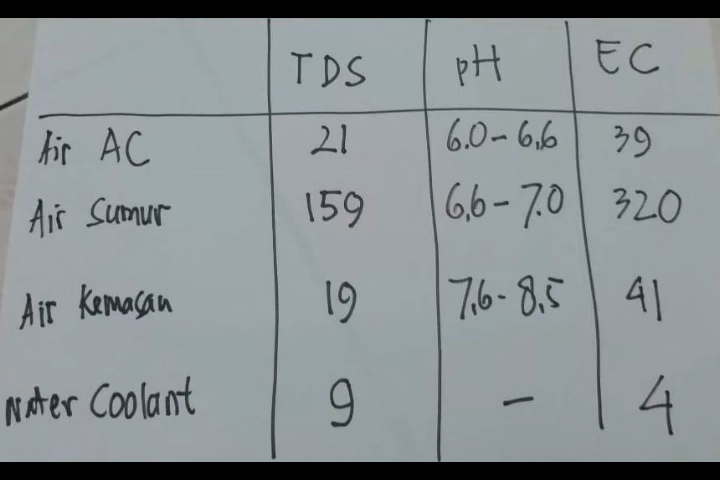 TDS pH EC
Air AC 21 6.0-6.6 39
Air Sumur 159 6.6-7.0 320
Air Kemasan 19 7.6-8.5 41
Water Coolant 9 - 4